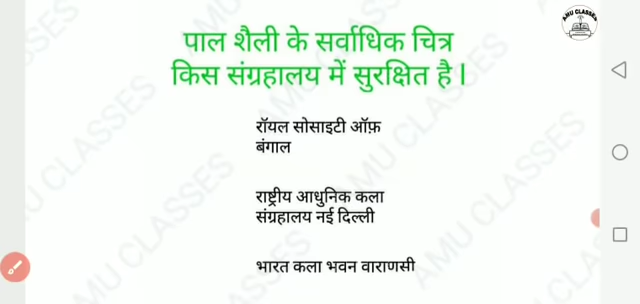 AMU CLASSES
पाल शैली के सर्वाधिक चित्र
किस संग्रहालय में सुरक्षित है l
रॉयल सोसाइटी ऑफ़
बंगाल
राष्ट्रीय आधुनिक कला
संग्रहालय नई दिल्ली
भारत कला भवन वाराणसी